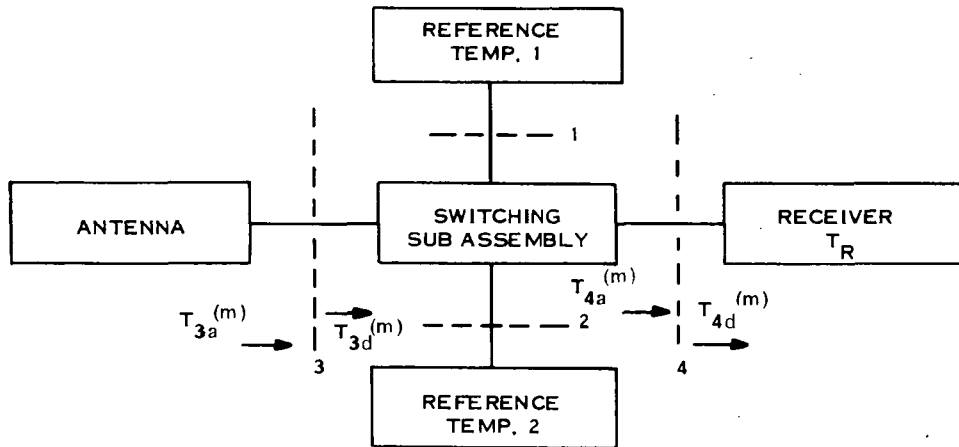 REFERENCE
TEMP. 1
1
ANTENNA
SWITCHING
SUB ASSEMBLY
RECEIVER
T_R
T_3a^(m)
T_3d^(m)
3
T_4a^(m)
2
T_4d^(m)
4
REFERENCE
TEMP. 2